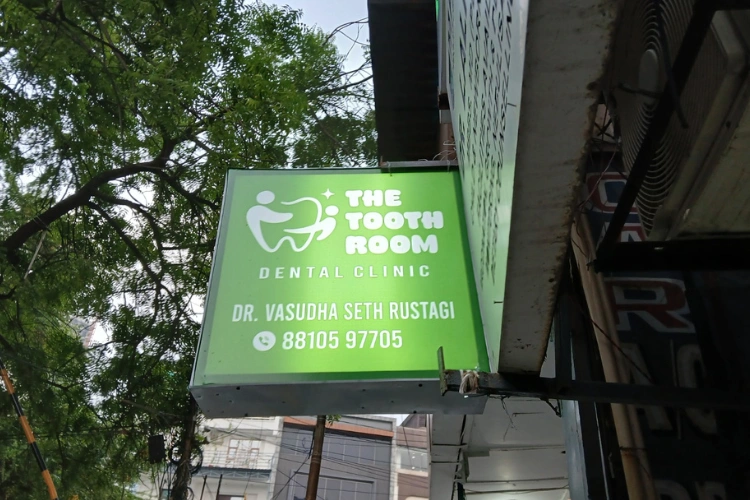 THE
TOOTH
ROOM
DENTAL CLINIC
DR. VASUDHA SETH RUSTAGI
88105 97705